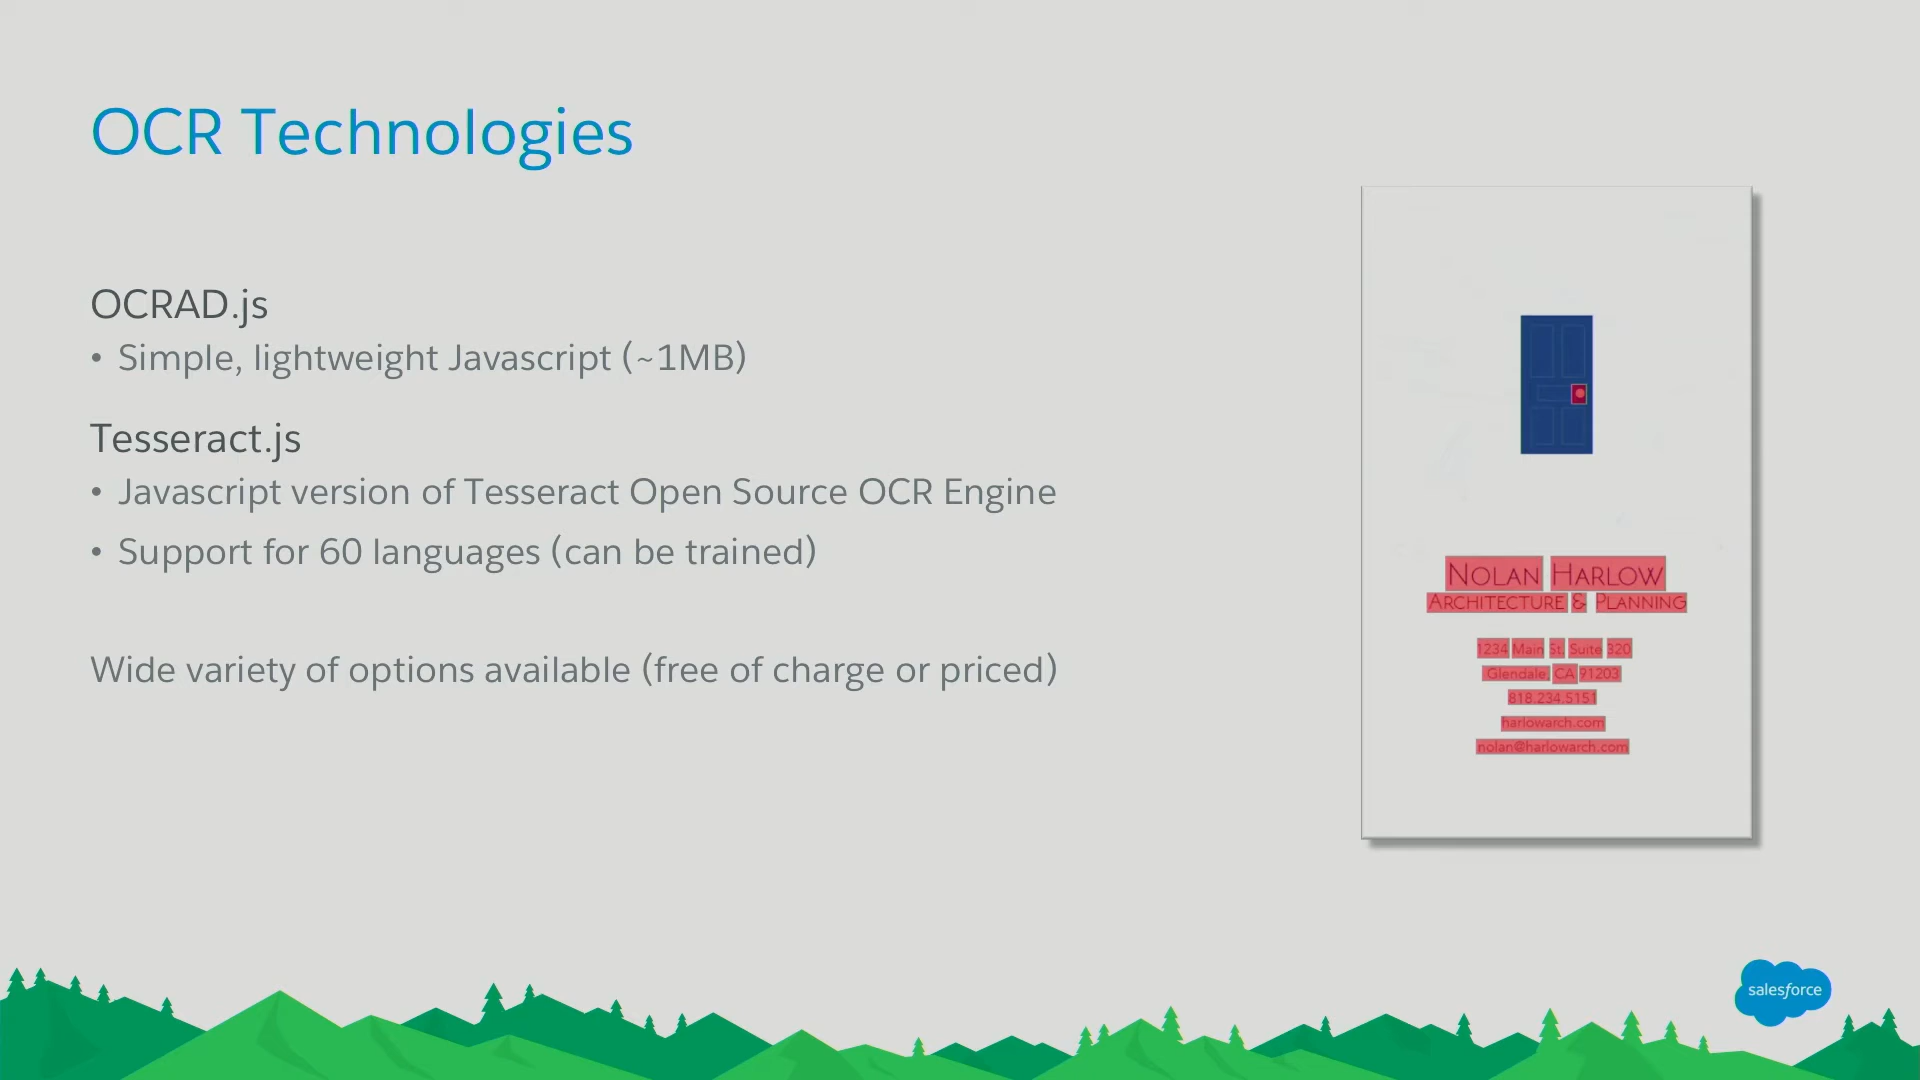 OCR Technologies
OCRAD.js
• Simple, lightweight Javascript (~1MB)
Tesseract.js
• Javascript version of Tesseract Open Source OCR Engine
• Support for 60 languages (can be trained)
Wide variety of options available (free of charge or priced)
NOLAN HARLOW
ARCHITECTURE & PLANNING
1234 Main St. Suite 320
Glendale, CA 91203
818.234.5151
harlowarch.com
nolan@harlowarch.com
salesforce